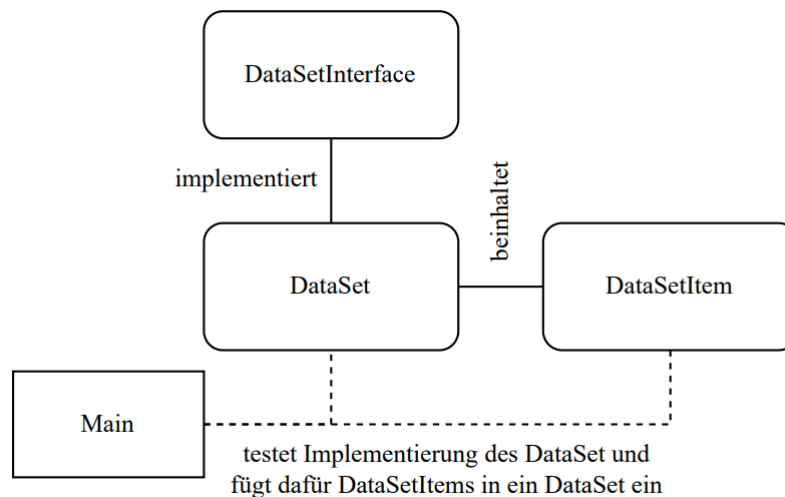 DataSetInterface
implementiert
beinhaltet
DataSet
DataSetItem
Main
testet Implementierung des DataSet und
fügt dafür DataSetItems in ein DataSet ein